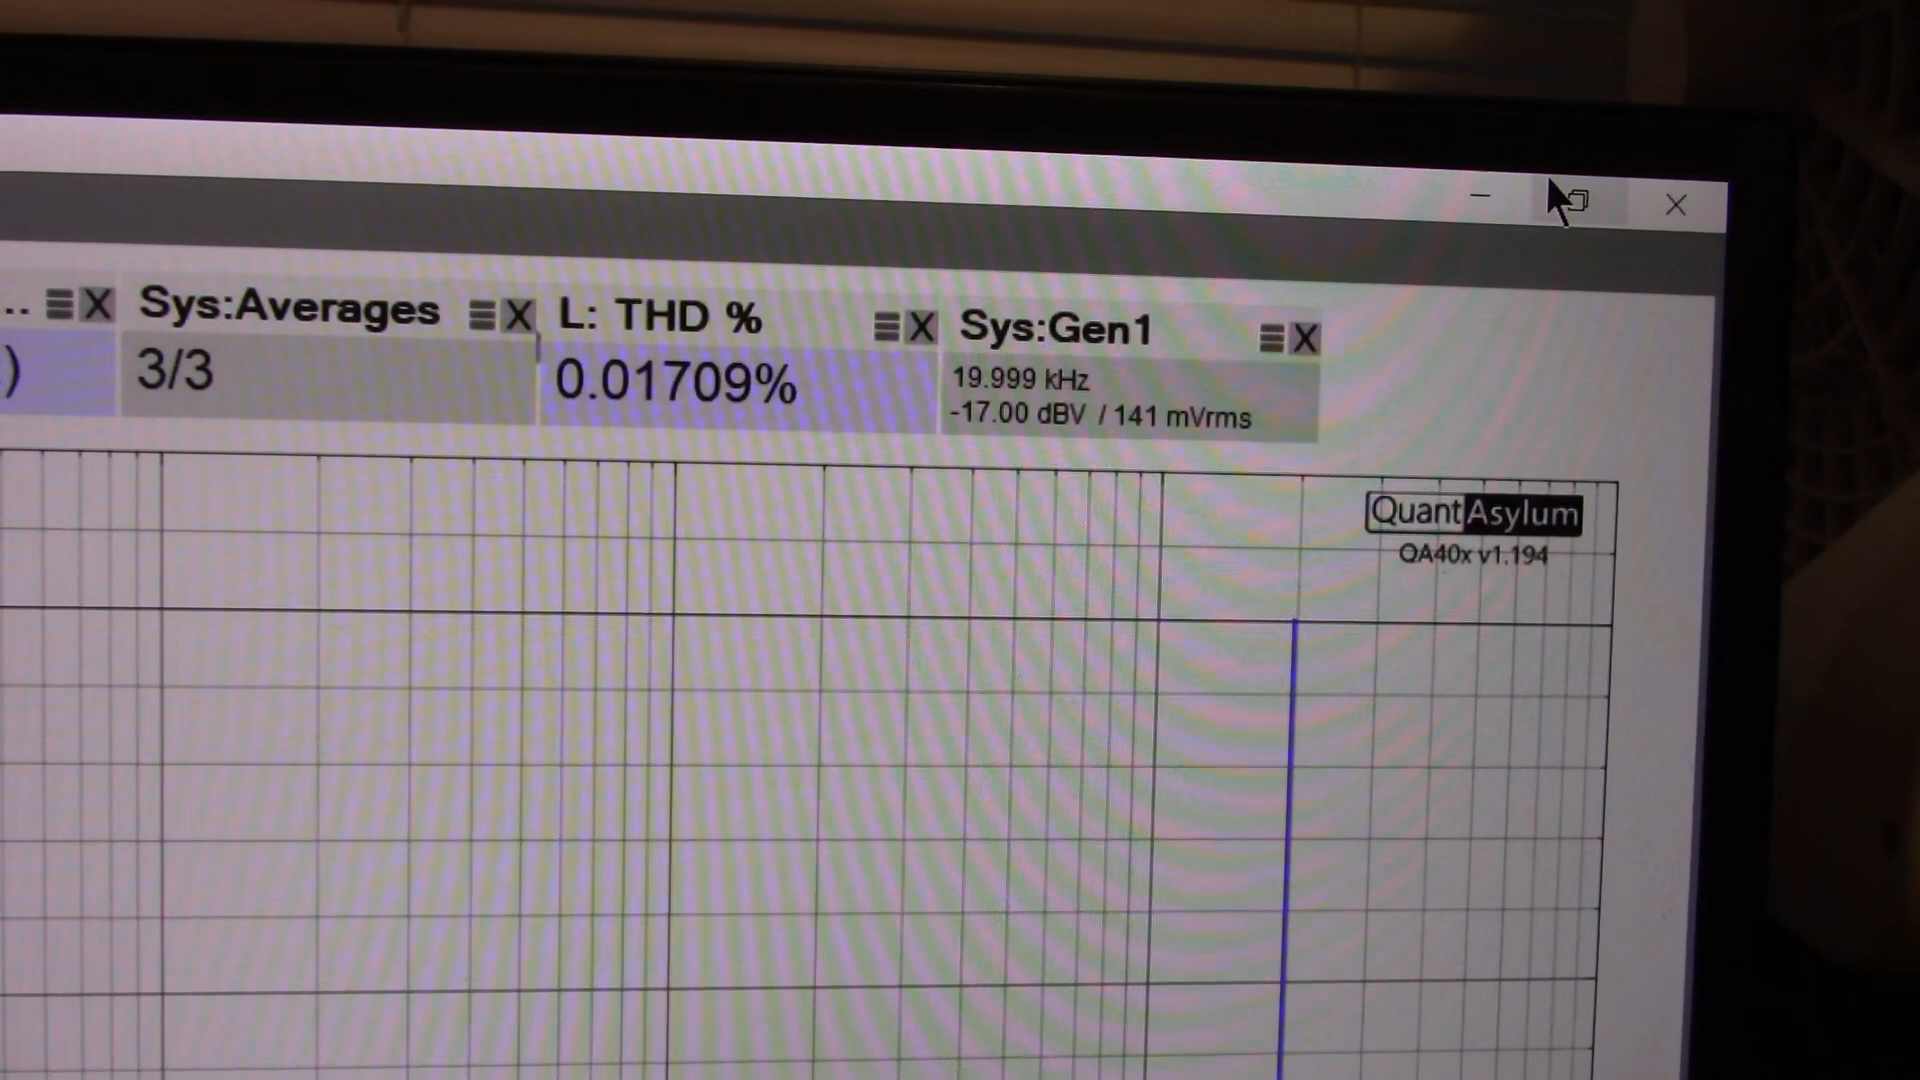 .. X Sys:Averages X L: THD % X Sys:Gen1 X
) 3/3 0.01709% 19.999 kHz
-17.00 dBV / 141 mVrms
QuantAsylum
QA40x v1.194